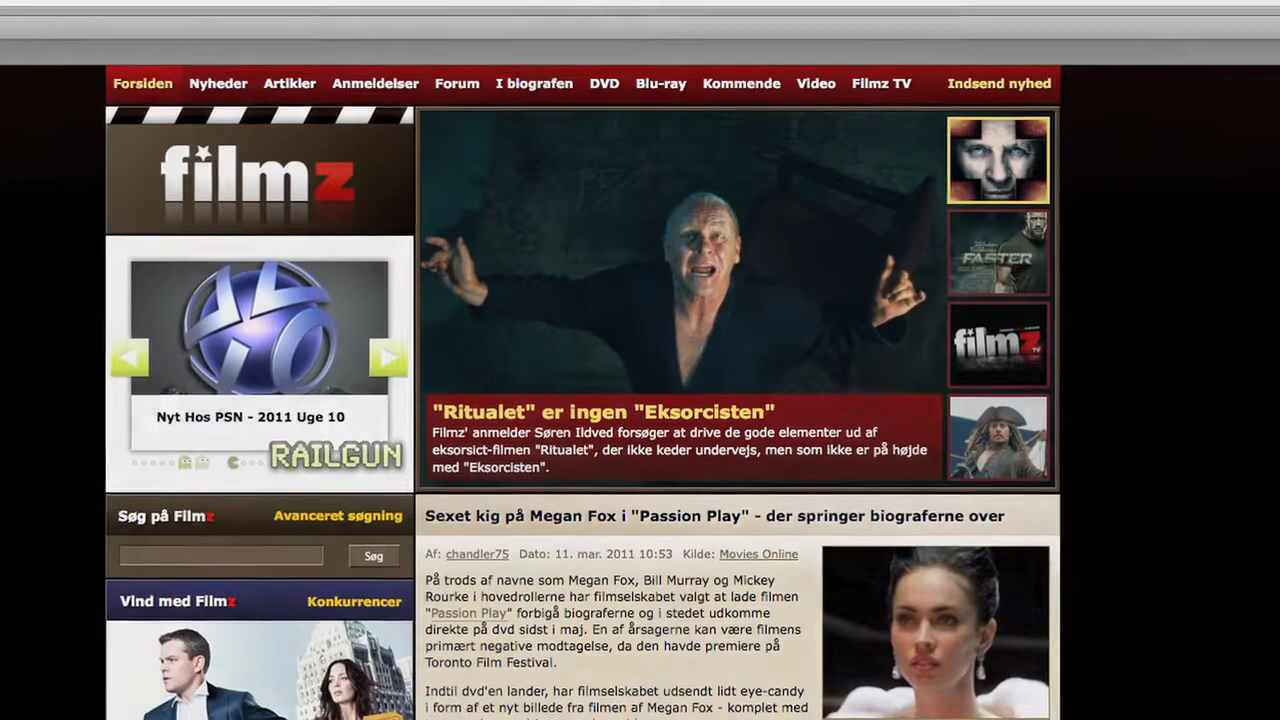 Forsiden Nyheder Artikler Anmeldelser Forum I biografen DVD Blu-ray Kommende Video Filmz TV Indsend nyhed
filmz
Nyt Hos PSN - 2011 Uge 10
RAILGUN
FASTER
filmz
TV
"Ritualet" er ingen "Eksorcisten"
Filmz' anmelder Søren Ildved forsøger at drive de gode elementer ud af
eksorsict-filmen "Ritualet", der ikke keder undervejs, men som ikke er på højde
med "Eksorcisten".
Søg på Filmz Avanceret søgning
Søg
Vind med Filmz Konkurrencer
Sexet kig på Megan Fox i "Passion Play" - der springer biograferne over
Af: chandler75 Dato: 11. mar. 2011 10:53 Kilde: Movies Online
På trods af navne som Megan Fox, Bill Murray og Mickey
Rourke i hovedrollerne har filmselskabet valgt at lade filmen
"Passion Play" forbigå biograferne og i stedet udkomme
direkte på dvd sidst i maj. En af årsagerne kan være filmens
primært negative modtagelse, da den havde premiere på
Toronto Film Festival.
Indtil dvd'en lander, har filmselskabet udsendt lidt eye-candy
i form af et nyt billede fra filmen af Megan Fox - komplet med